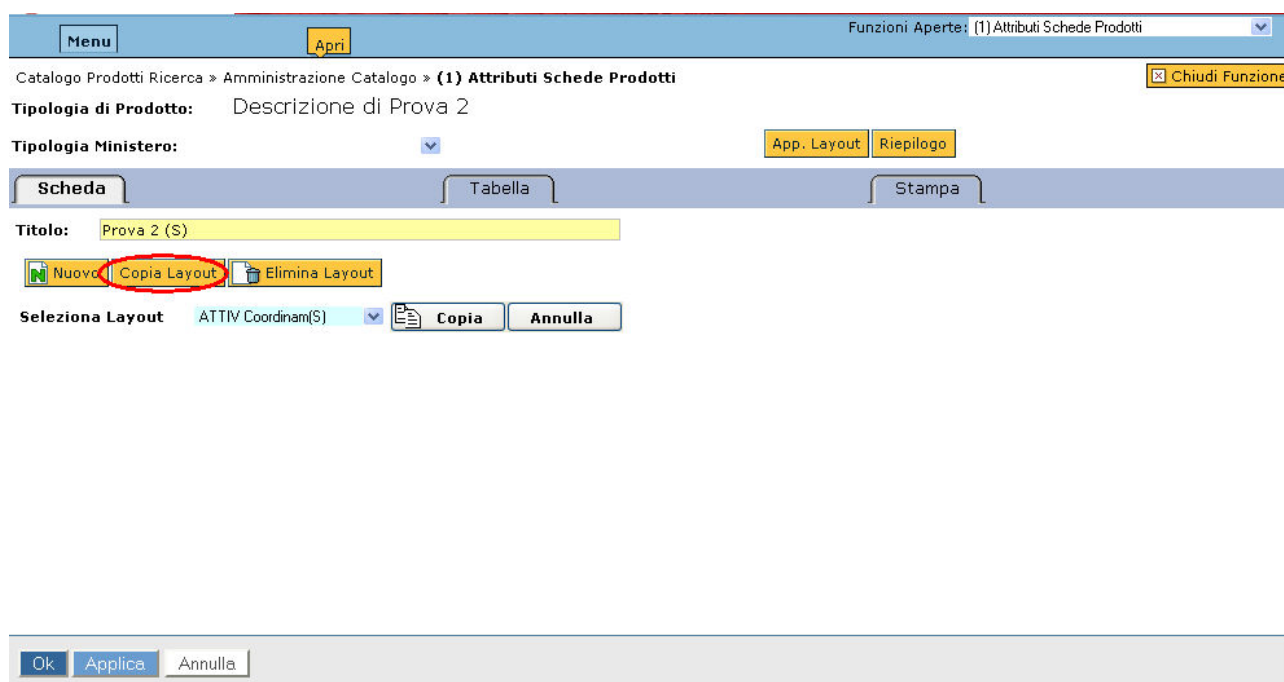 Menu Apri Funzioni Aperte: (1) Attributi Schede Prodotti
Catalogo Prodotti Ricerca » Amministrazione Catalogo » (1) Attributi Schede Prodotti Chiudi Funzione
Tipologia di Prodotto: Descrizione di Prova 2
Tipologia Ministero: App. Layout Riepilogo
Scheda Tabella Stampa
Titolo: Prova 2 (S)
Nuovo Copia Layout Elimina Layout
Seleziona Layout ATTIV Coordinam(S) Copia Annulla
Ok Applica Annulla